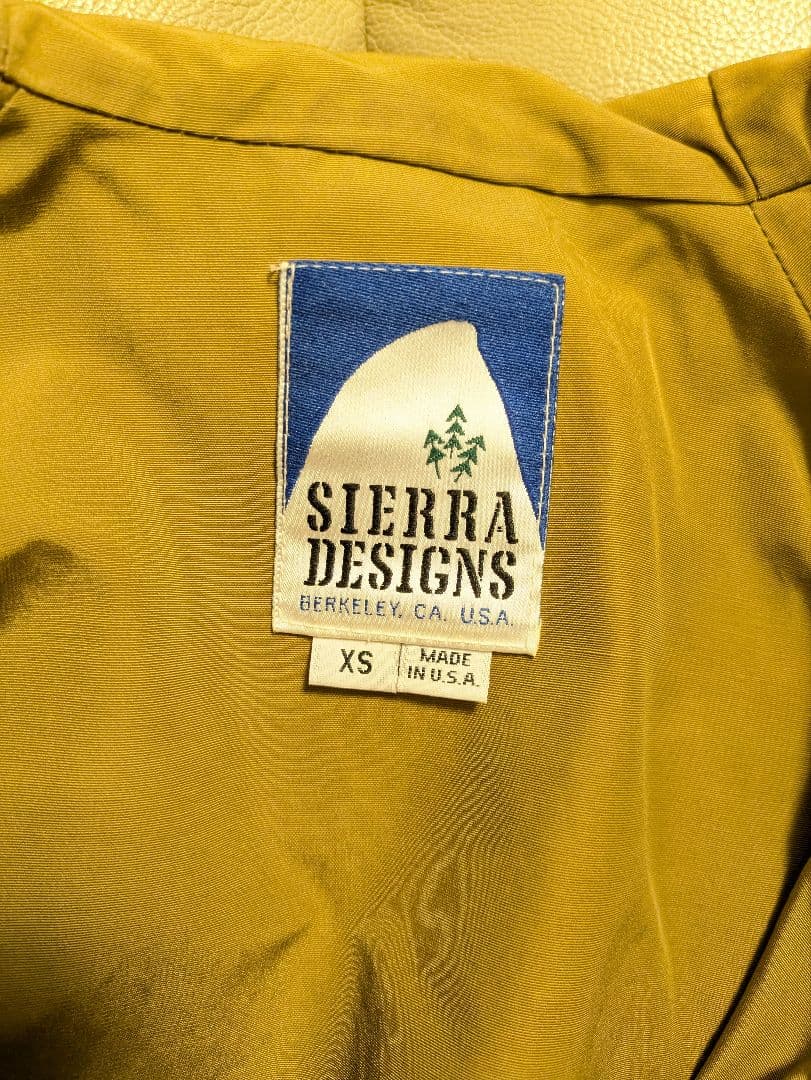 SIERRA
DESIGNS
BERKELEY, CA. U.S.A.
XS
MADE
IN U.S.A.